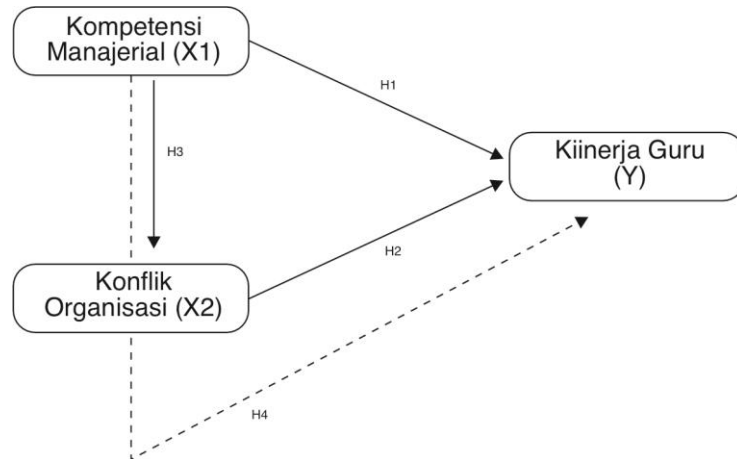 Kompetensi
Manajerial (X1)
H1
H3
Kiinerja Guru
(Y)
H2
Konflik
Organisasi (X2)
H4